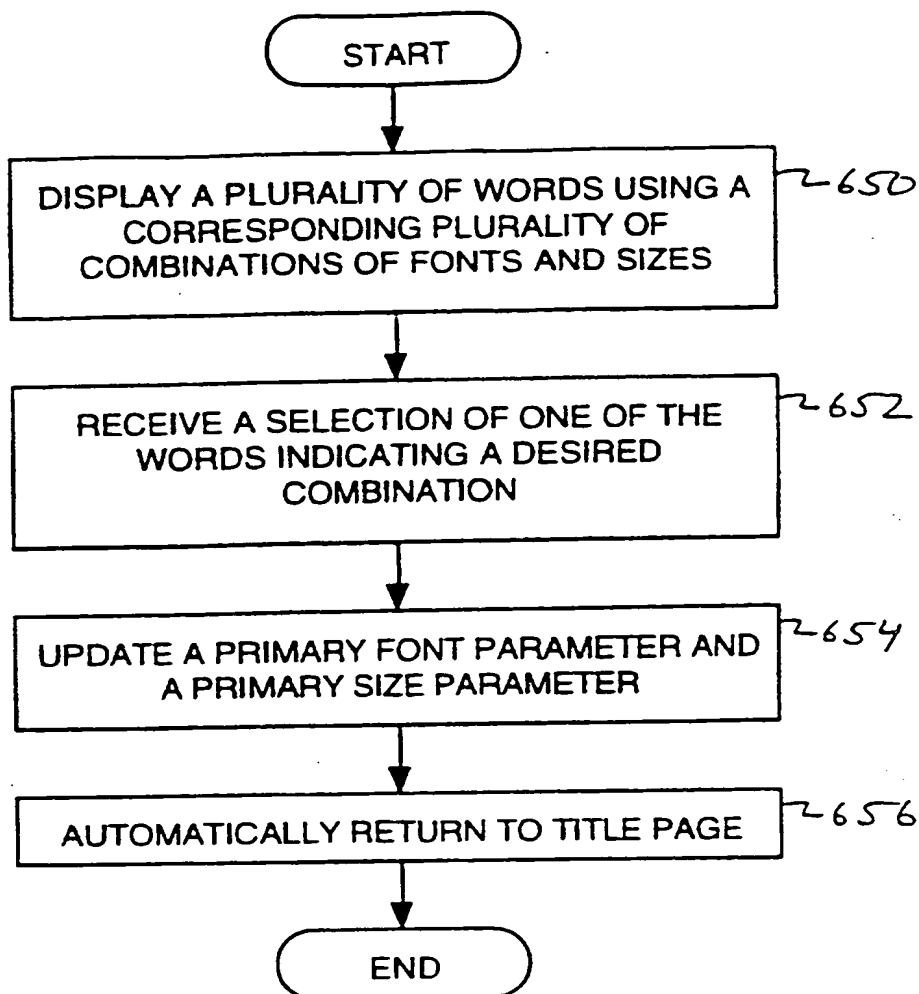 START
DISPLAY A PLURALITY OF WORDS USING A
CORRESPONDING PLURALITY OF
COMBINATIONS OF FONTS AND SIZES
650
RECEIVE A SELECTION OF ONE OF THE
WORDS INDICATING A DESIRED
COMBINATION
652
UPDATE A PRIMARY FONT PARAMETER AND
A PRIMARY SIZE PARAMETER
654
AUTOMATICALLY RETURN TO TITLE PAGE
656
END